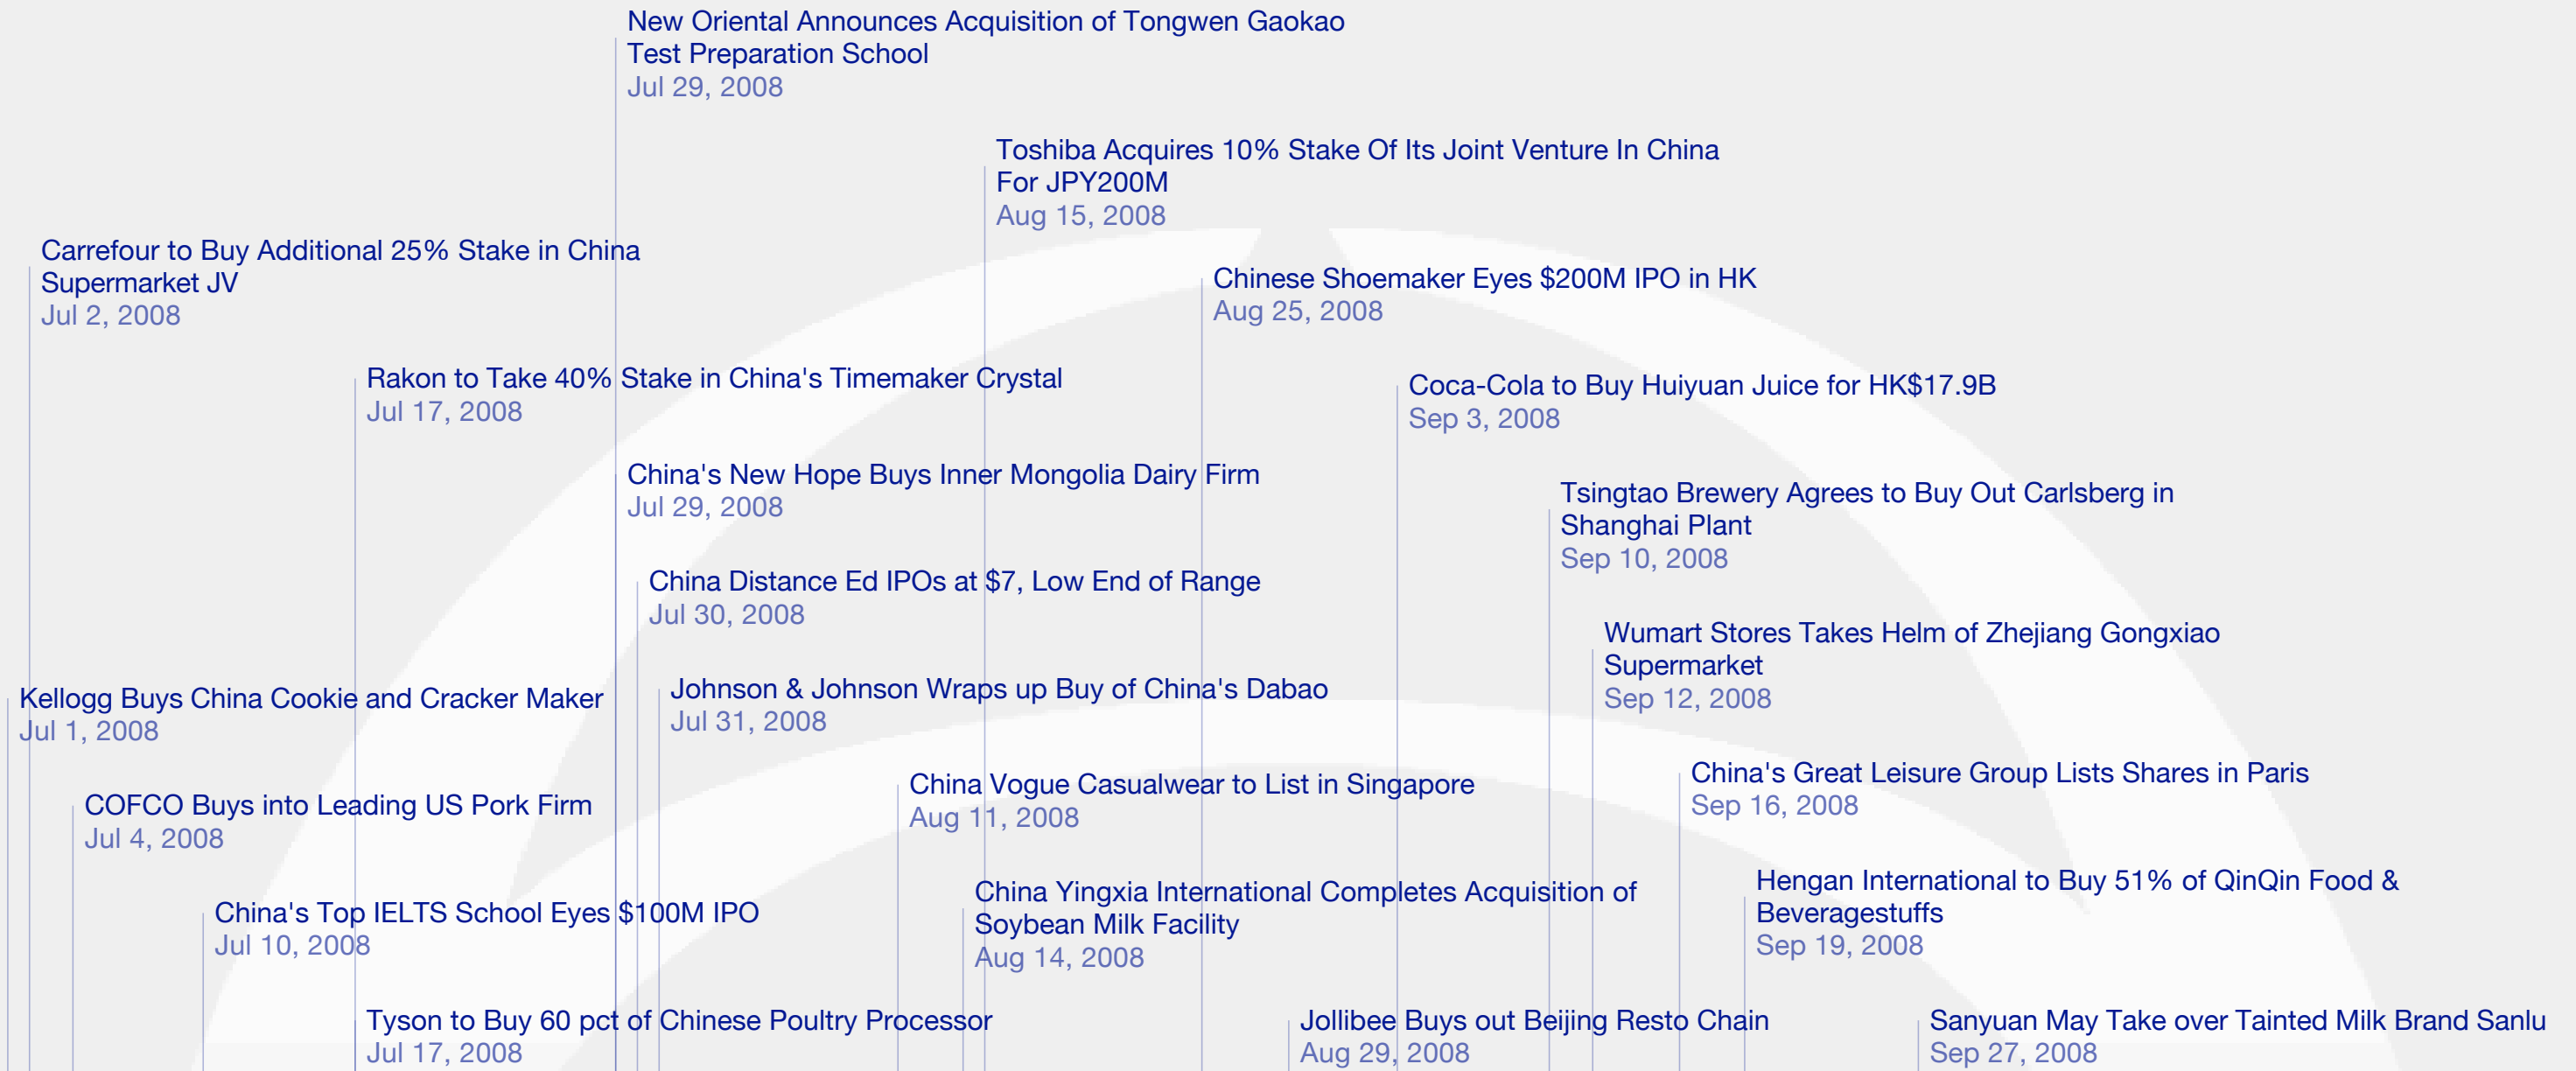 New Oriental Announces Acquisition of Tongwen Gaokao
Test Preparation School
Jul 29, 2008
Toshiba Acquires 10% Stake Of Its Joint Venture In China
For JPY200M
Aug 15, 2008
Carrefour to Buy Additional 25% Stake in China
Supermarket JV
Jul 2, 2008
Chinese Shoemaker Eyes $200M IPO in HK
Aug 25, 2008
Rakon to Take 40% Stake in China's Timemaker Crystal
Jul 17, 2008
Coca-Cola to Buy Huiyuan Juice for HK$17.9B
Sep 3, 2008
China's New Hope Buys Inner Mongolia Dairy Firm
Jul 29, 2008
Tsingtao Brewery Agrees to Buy Out Carlsberg in
Shanghai Plant
Sep 10, 2008
China Distance Ed IPOs at $7, Low End of Range
Jul 30, 2008
Wumart Stores Takes Helm of Zhejiang Gongxiao
Supermarket
Sep 12, 2008
Kellogg Buys China Cookie and Cracker Maker
Jul 1, 2008
Johnson & Johnson Wraps up Buy of China's Dabao
Jul 31, 2008
China's Great Leisure Group Lists Shares in Paris
Sep 16, 2008
China Vogue Casualwear to List in Singapore
Aug 11, 2008
COFCO Buys into Leading US Pork Firm
Jul 4, 2008
Hengan International to Buy 51% of QinQin Food &
Beveragestuffs
Sep 19, 2008
China Yingxia International Completes Acquisition of
Soybean Milk Facility
Aug 14, 2008
China's Top IELTS School Eyes $100M IPO
Jul 10, 2008
Tyson to Buy 60 pct of Chinese Poultry Processor
Jul 17, 2008
Jollibee Buys out Beijing Resto Chain
Aug 29, 2008
Sanyuan May Take over Tainted Milk Brand Sanlu
Sep 27, 2008